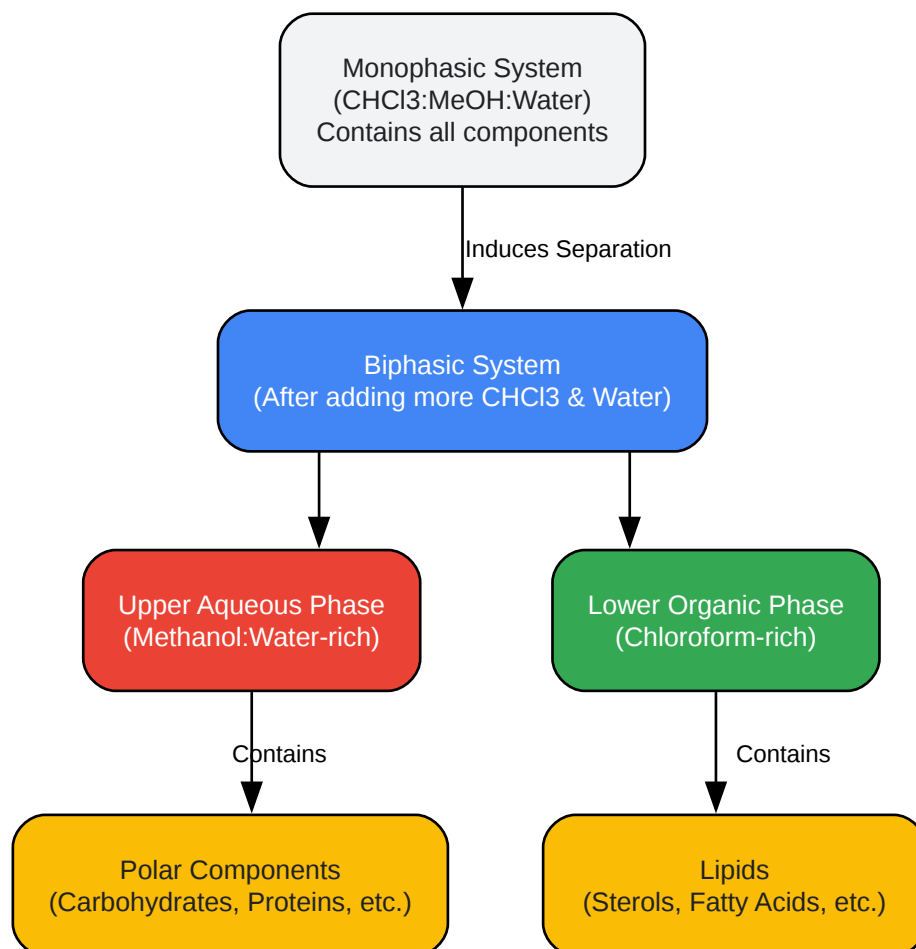 Monophasic System
(CHCl3:MeOH:Water)
Contains all components
Induces Separation
Biphasic System
(After adding more CHCl3 & Water)
Upper Aqueous Phase
(Methanol:Water-rich)
Lower Organic Phase
(Chloroform-rich)
Contains
Contains
Polar Components
(Carbohydrates, Proteins, etc.)
Lipids
(Sterols, Fatty Acids, etc.)